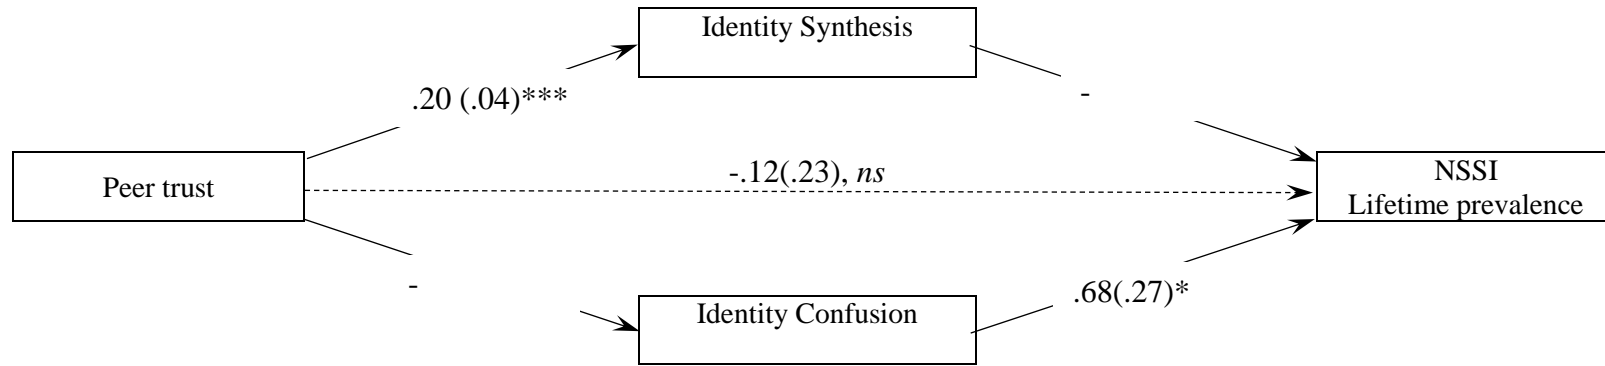 Identity Synthesis
.20 (.04)***
-
Peer trust
-.12(.23), ns
NSSI
Lifetime prevalence
-
.68(.27)*
Identity Confusion